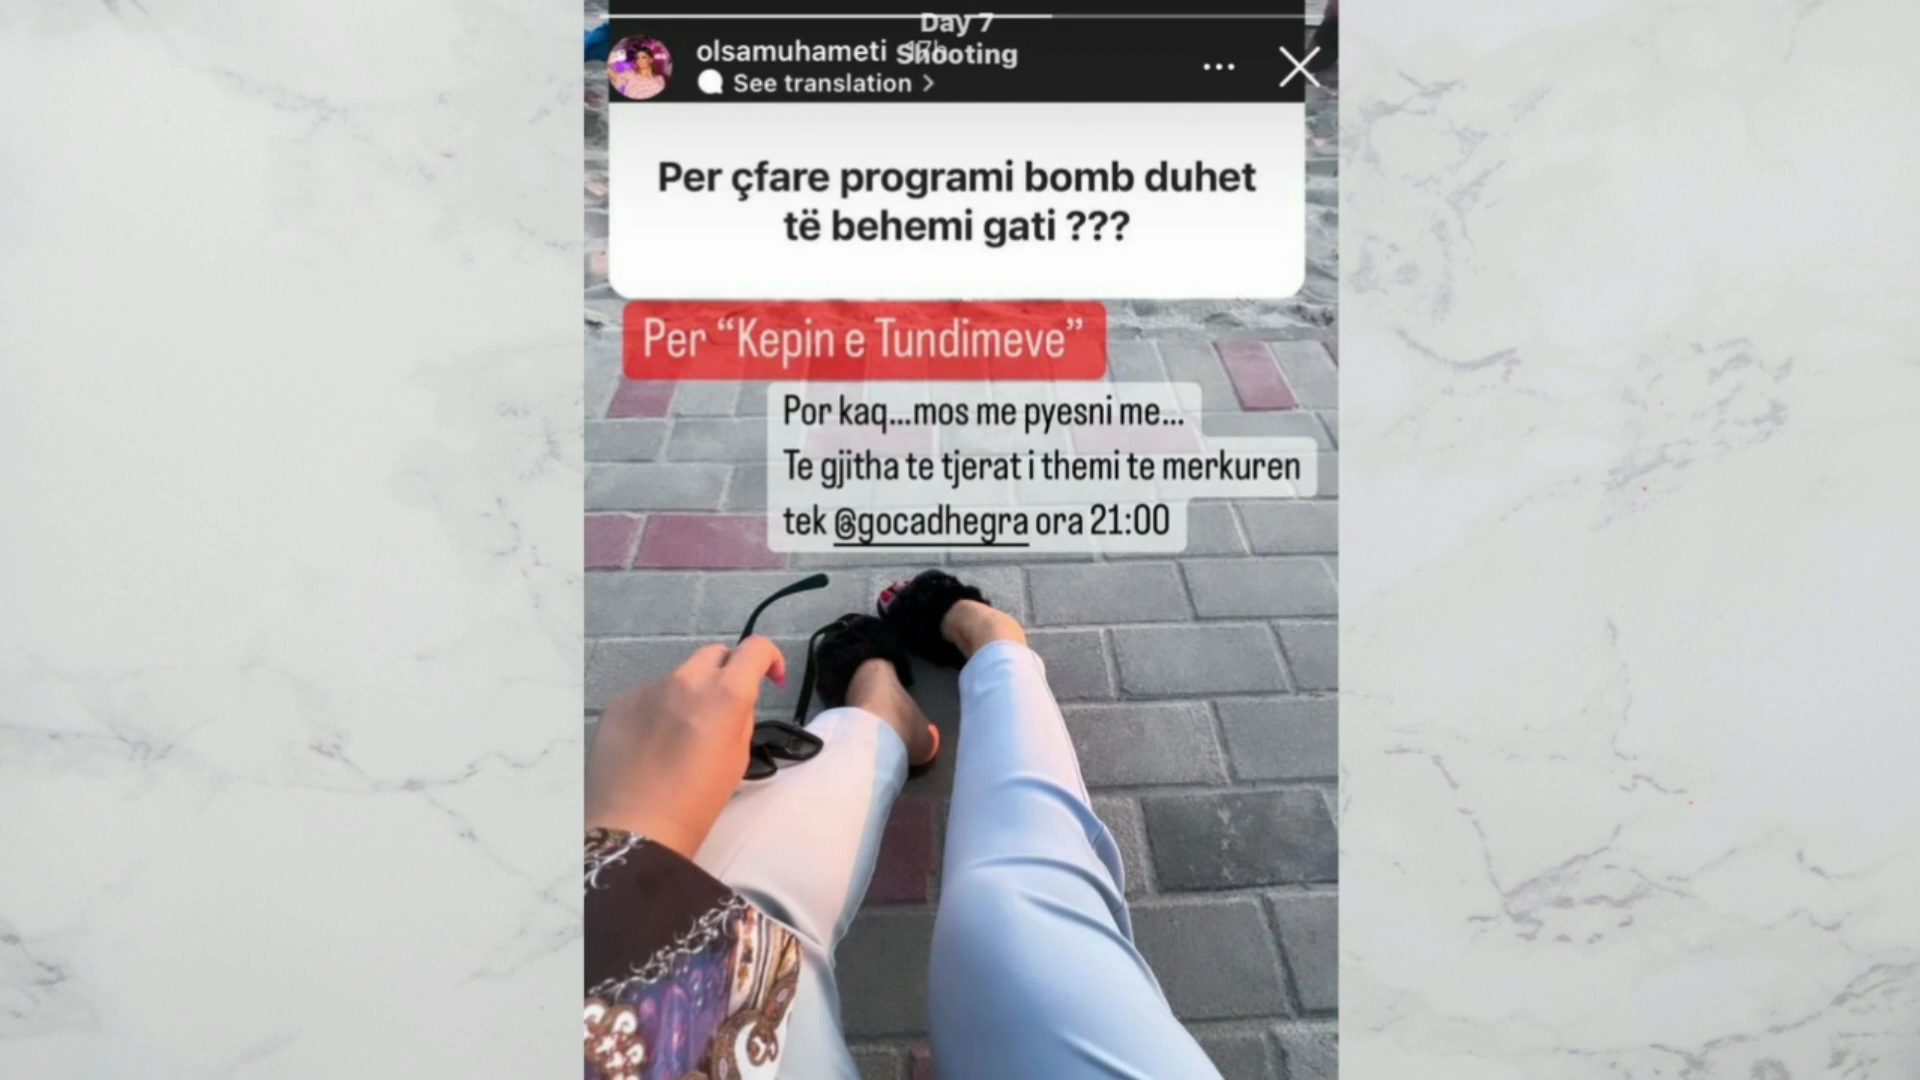 Day 7
olsamuhameti
Shooting
See translation >
Per çfare programi bomb duhet
të behemi gati ???
Per “Kepin e Tundimeve”
Por kaq...mos me pyesni me...
Te gjitha te tjerat i themi te merkuren
tek @gocadhegra ora 21:00